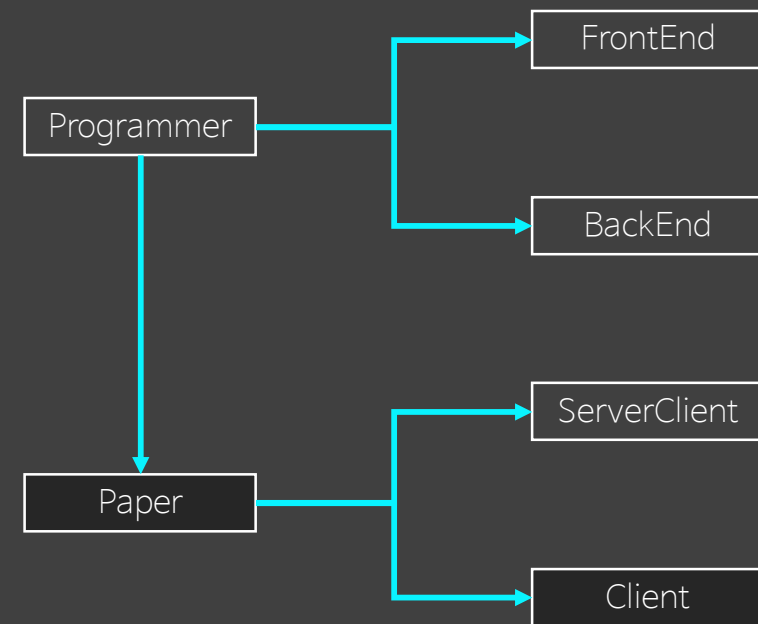 FrontEnd
Programmer
BackEnd
ServerClient
Paper
Client